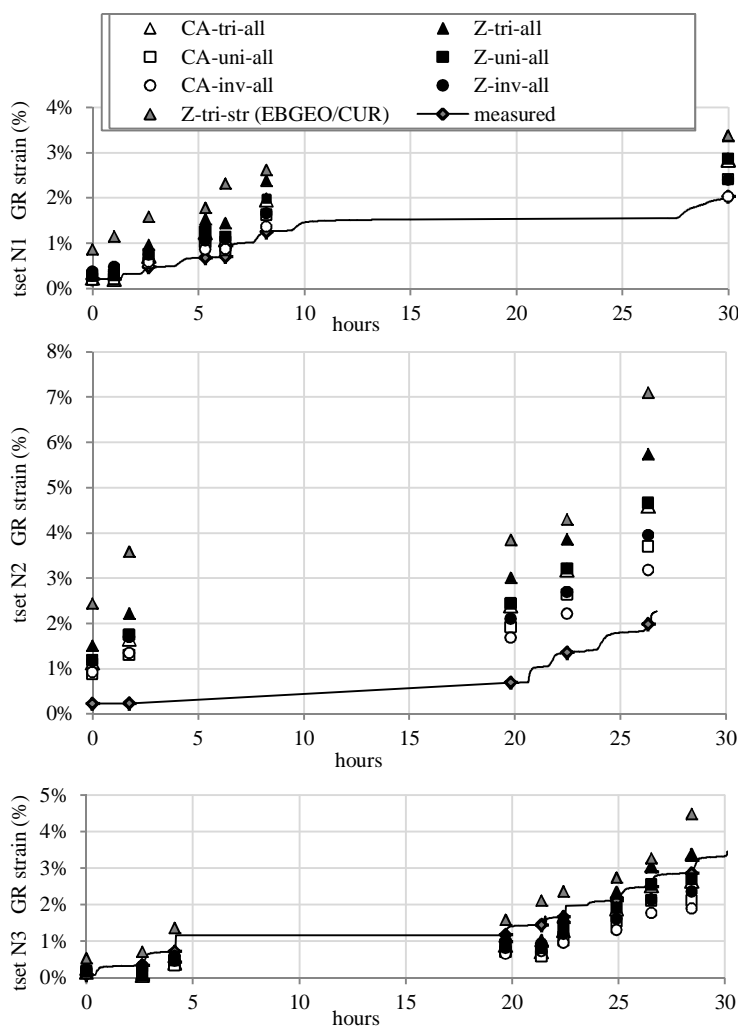 CA-tri-all Z-tri-all
CA-uni-all Z-uni-all
CA-inv-all Z-inv-all
Z-tri-str (EBGEO/CUR) measured
tset N1 GR strain (%)
4%
3%
2%
1%
0%
0 5 10 15 20 25 30
hours
tset N2 GR strain (%)
8%
7%
6%
5%
4%
3%
2%
1%
0%
0 5 10 15 20 25 30
hours
tset N3 GR strain (%)
5%
4%
3%
2%
1%
0%
0 5 10 15 20 25 30
hours